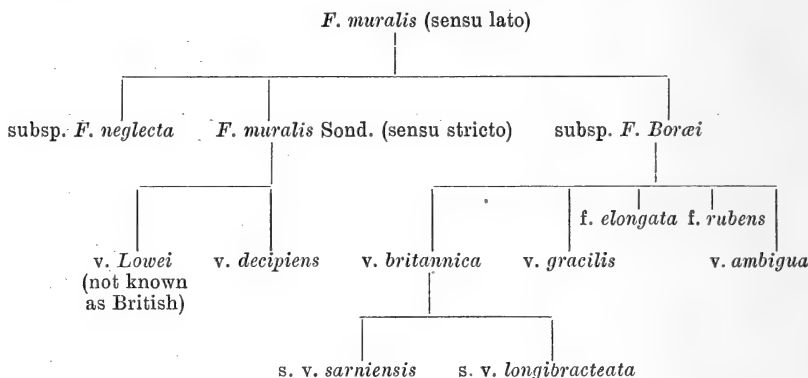 F. muralis (sensu lato)
subsp. F. neglecta F. muralis Sond. (sensu stricto) subsp. F. Boræi
f. elongata f. rubens
v. Lowei v. decipiens v. britannica v. gracilis v. ambigua
(not known
as British)
s. v. sarniensis s. v. longibracteata